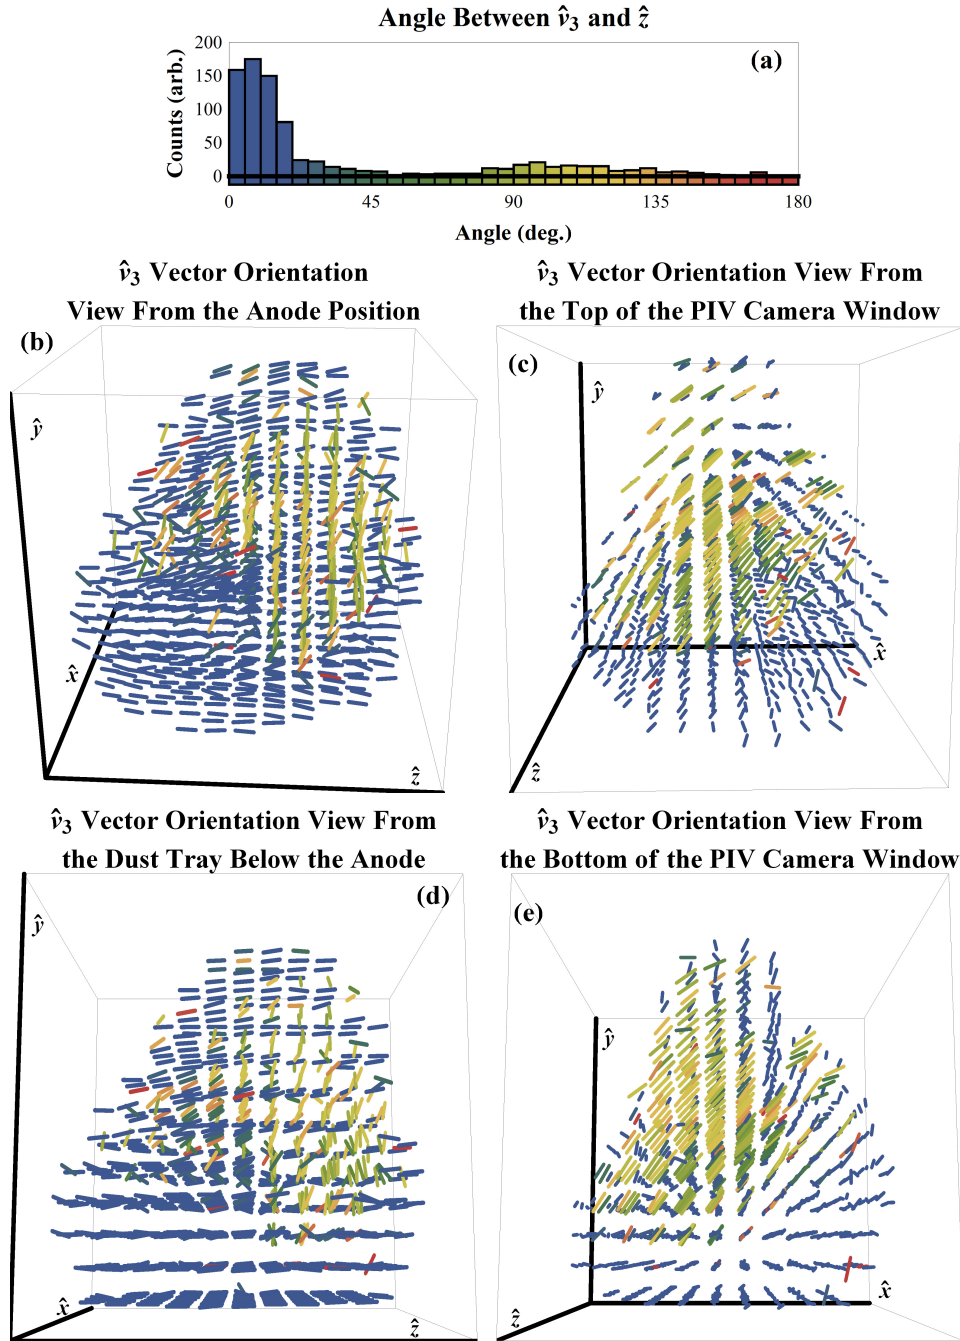 Angle Between v̂₃ and ẑ
(a)
200
150
100
50
0
Counts (arb.)
0 45 90 135 180
Angle (deg.)
v̂₃ Vector Orientation
View From the Anode Position
(b)
ŷ
x̂
ẑ
v̂₃ Vector Orientation View From
the Top of the PIV Camera Window
(c)
ŷ
x̂
ẑ
v̂₃ Vector Orientation View From
the Dust Tray Below the Anode
(d)
ŷ
x̂
ẑ
v̂₃ Vector Orientation View From
the Bottom of the PIV Camera Window
(e)
ŷ
x̂
ẑ